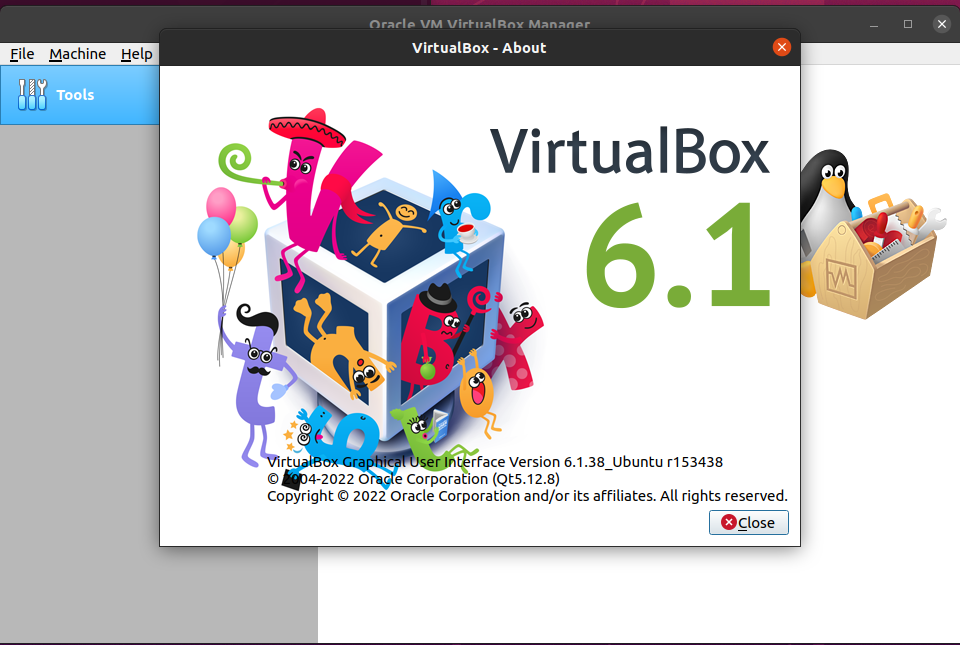 Oracle VM VirtualBox Manager
VirtualBox - About
File Machine Help
Tools
VirtualBox
6.1
VirtualBox Graphical User Interface Version 6.1.38_Ubuntu r153438
© 2004-2022 Oracle Corporation (Qt5.12.8)
Copyright © 2022 Oracle Corporation and/or its affiliates. All rights reserved.
Close